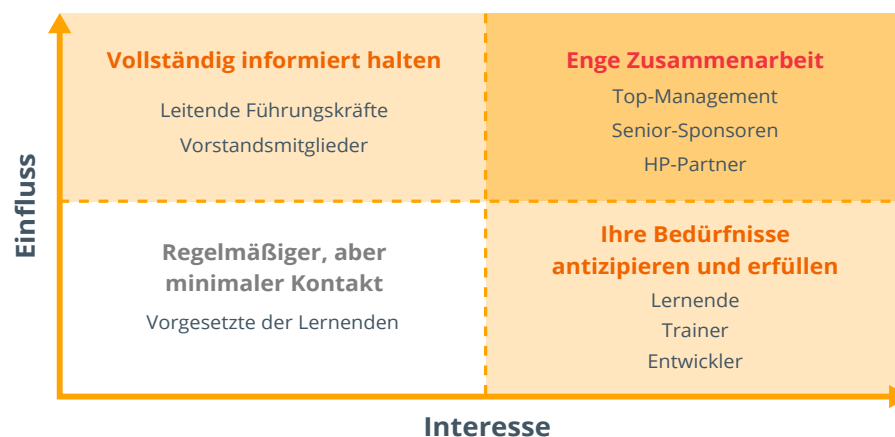 Vollständig informiert halten
Leitende Führungskräfte
Vorstandsmitglieder
Enge Zusammenarbeit
Top-Management
Senior-Sponsoren
HP-Partner
Einfluss
Regelmäßiger, aber
minimaler Kontakt
Vorgesetzte der Lernenden
Ihre Bedürfnisse
antizipieren und erfüllen
Lernende
Trainer
Entwickler
Interesse